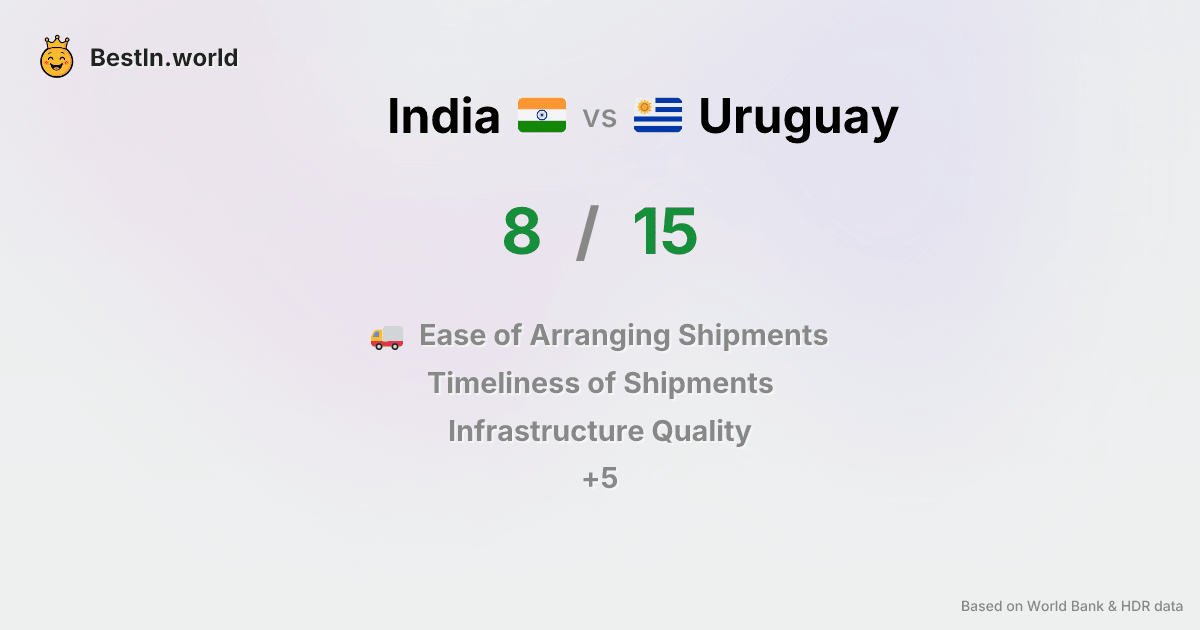 BestIn.world
India vs Uruguay
8 / 15
Ease of Arranging Shipments
Timeliness of Shipments
Infrastructure Quality
+5
Based on World Bank & HDR data